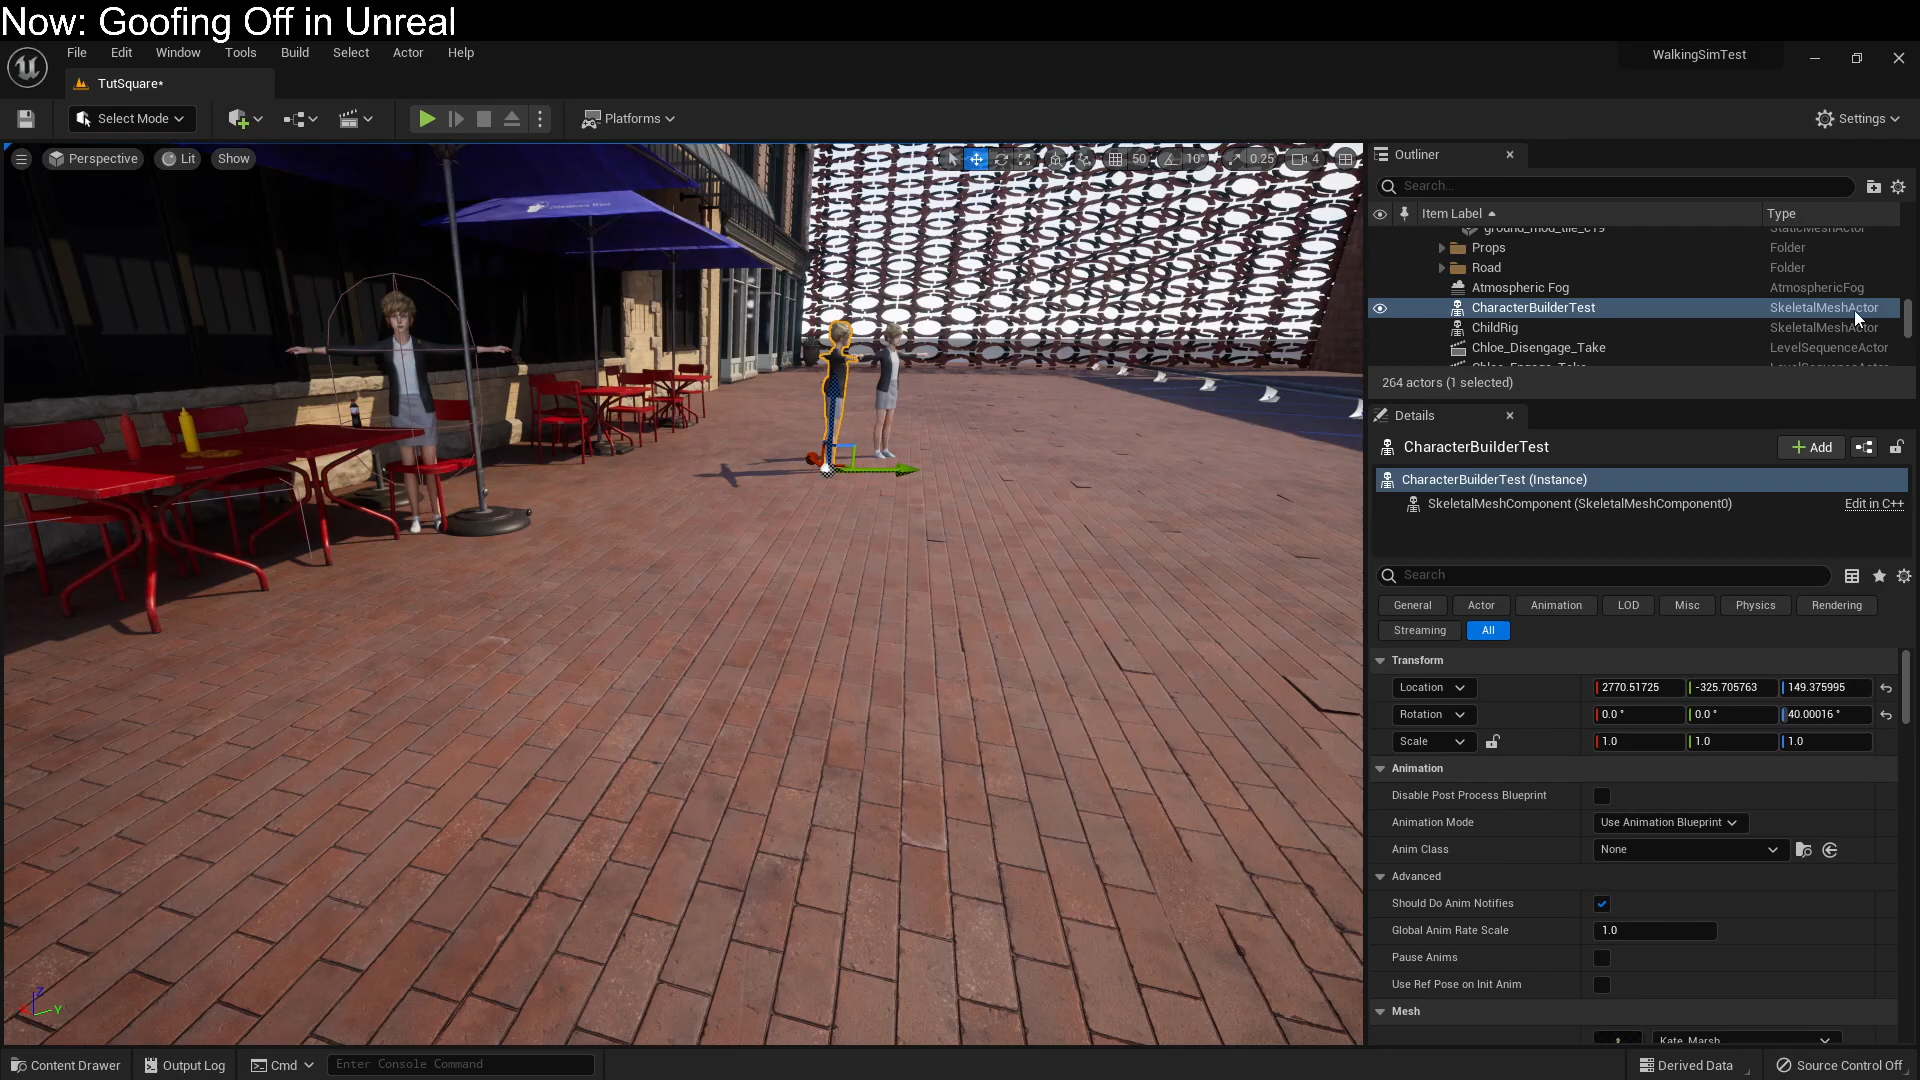 Now: Goofing Off in Unreal
File Edit Window Tools Build Select Actor Help
WalkingSimTest
TutSquare*
Select Mode
Platforms
Settings
Perspective Lit Show
50 10° 0.25 4
Outliner
Search...
Item Label Type
ground_mod_tile_c19 StaticMeshActor
Props Folder
Road Folder
Atmospheric Fog AtmosphericFog
CharacterBuilderTest SkeletalMeshActor
ChildRig SkeletalMeshActor
Chloe_Disengage_Take LevelSequenceActor
Chloe_Engage_Take LevelSequenceActor
264 actors (1 selected)
Details
CharacterBuilderTest
Add
CharacterBuilderTest (Instance)
SkeletalMeshComponent (SkeletalMeshComponent0) Edit in C++
Search
General Actor Animation LOD Misc Physics Rendering
Streaming All
Transform
Location 2770.51725 -325.705763 149.375995
Rotation 0.0 ° 0.0 ° 40.00016 °
Scale 1.0 1.0 1.0
Animation
Disable Post Process Blueprint
Animation Mode Use Animation Blueprint
Anim Class None
Advanced
Should Do Anim Notifies
Global Anim Rate Scale 1.0
Pause Anims
Use Ref Pose on Init Anim
Mesh
Kate_Marsh
Content Drawer Output Log Cmd Enter Console Command Derived Data Source Control Off